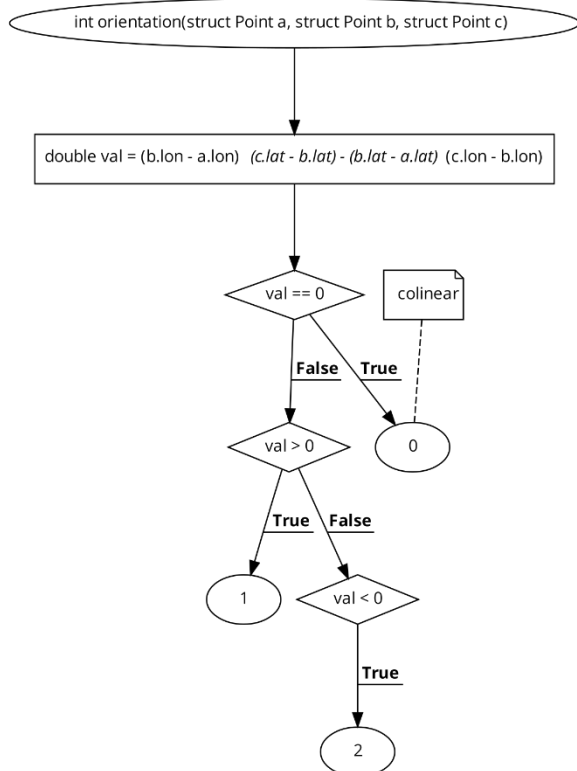 int orientation(struct Point a, struct Point b, struct Point c)
double val = (b.lon - a.lon) (c.lat - b.lat) - (b.lat - a.lat) (c.lon - b.lon)
val == 0
colinear
False
True
val > 0
0
True
False
1
val < 0
True
2